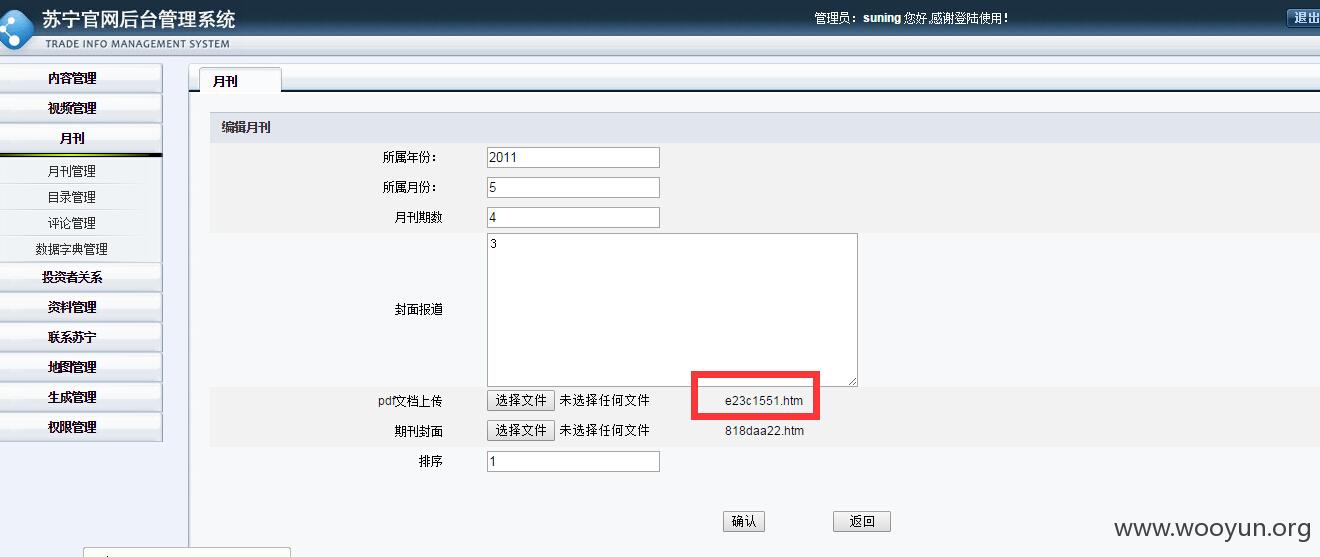 苏宁官网后台管理系统
TRADE INFO MANAGEMENT SYSTEM
管理员：suning 您好,感谢登陆使用！
退出
内容管理
视频管理
月刊
月刊管理
目录管理
评论管理
数据字典管理
投资者关系
资料管理
联系苏宁
地图管理
生成管理
权限管理
月刊
编辑月刊
所属年份： 2011
所属月份： 5
月刊期数 4
封面报道 3
pdf文档上传 选择文件 未选择任何文件 e23c1551.htm
期刊封面 选择文件 未选择任何文件 818daa22.htm
排序 1
确认 返回
www.wooyun.org